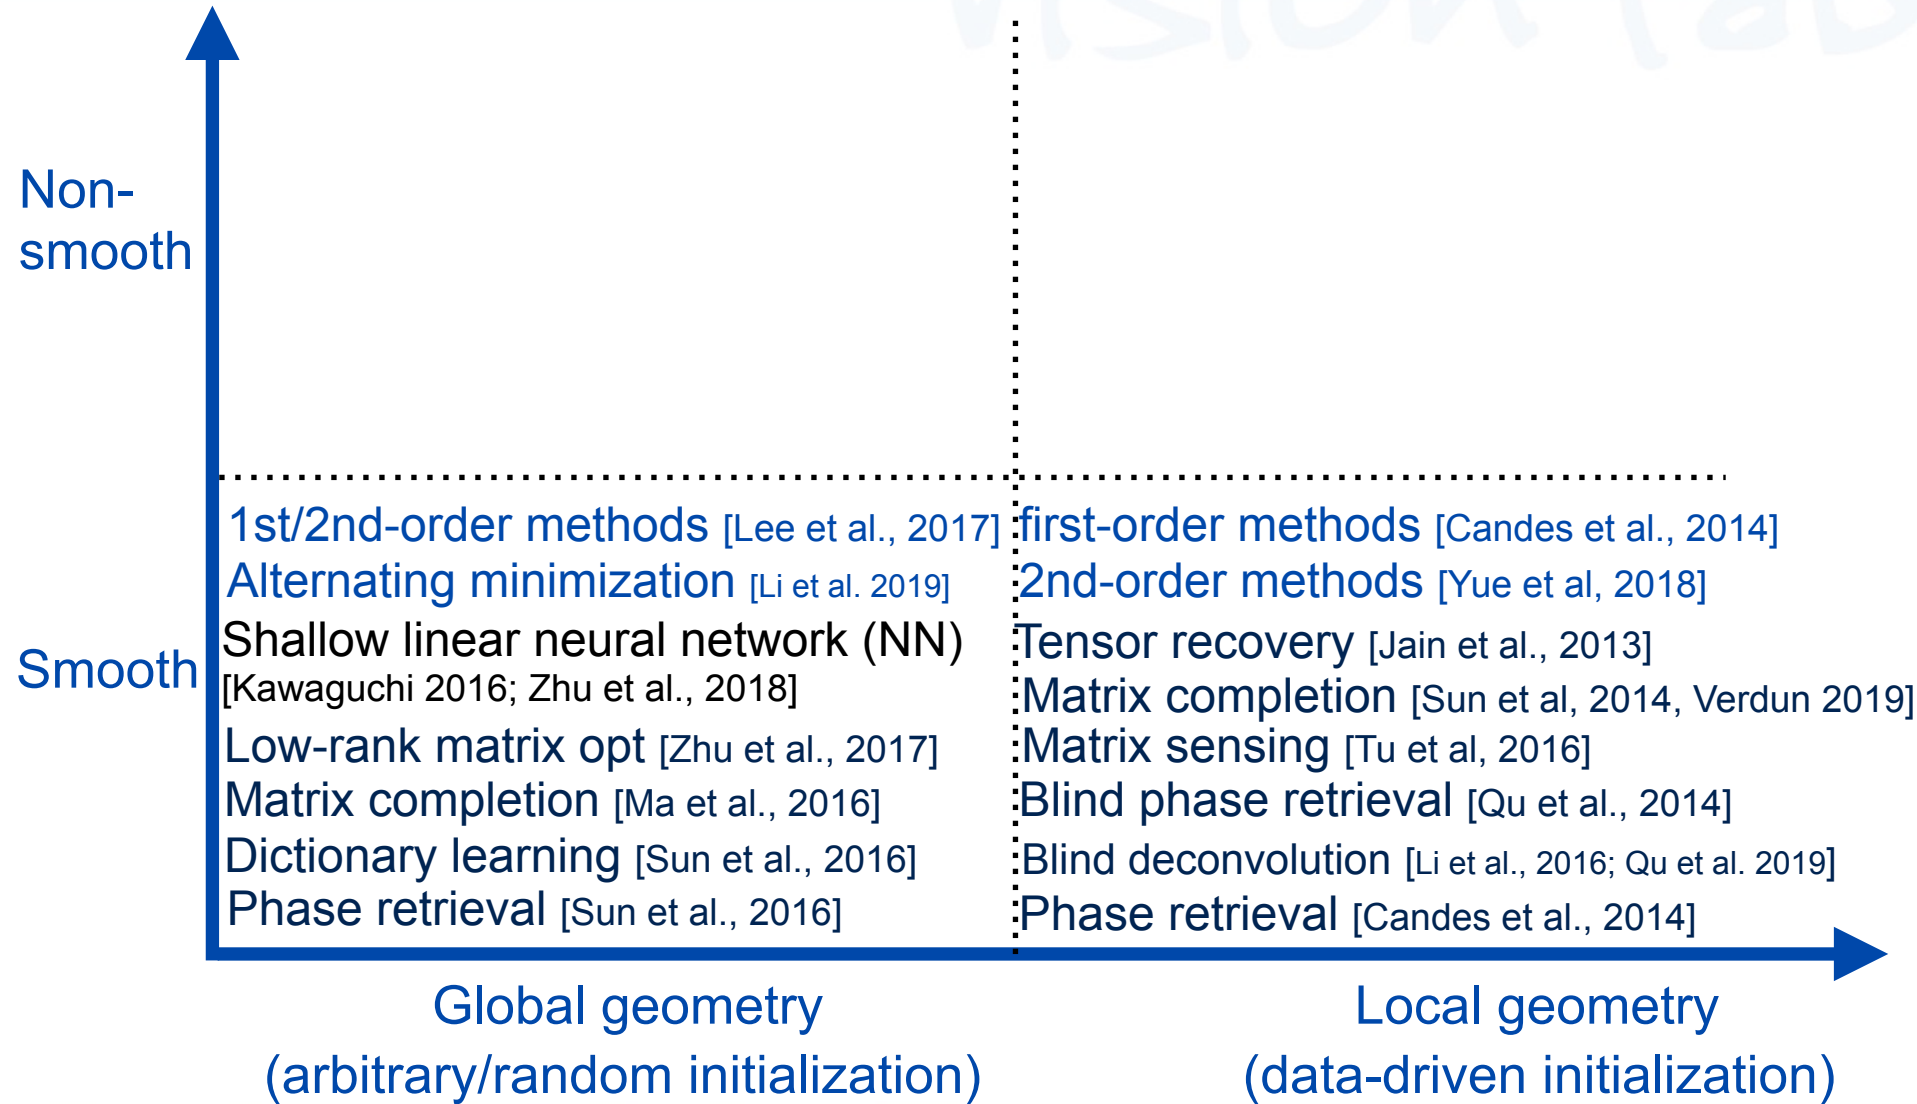 vision lab
Non-
smooth
1st/2nd-order methods [Lee et al., 2017]
Alternating minimization [Li et al. 2019]
Shallow linear neural network (NN)
[Kawaguchi 2016; Zhu et al., 2018]
Low-rank matrix opt [Zhu et al., 2017]
Matrix completion [Ma et al., 2016]
Dictionary learning [Sun et al., 2016]
Phase retrieval [Sun et al., 2016]
first-order methods [Candes et al., 2014]
2nd-order methods [Yue et al, 2018]
Tensor recovery [Jain et al., 2013]
Matrix completion [Sun et al, 2014, Verdun 2019]
Matrix sensing [Tu et al, 2016]
Blind phase retrieval [Qu et al., 2014]
Blind deconvolution [Li et al., 2016; Qu et al. 2019]
Phase retrieval [Candes et al., 2014]
Smooth
Global geometry
(arbitrary/random initialization)
Local geometry
(data-driven initialization)